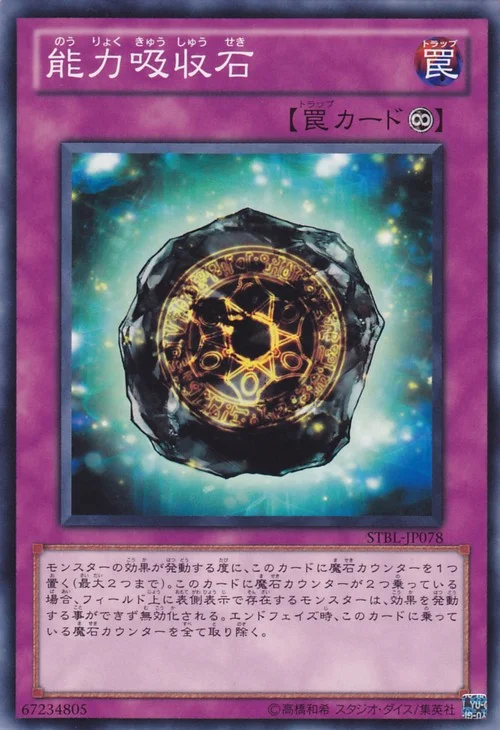 能力吸収石
罠
【罠カード】
STBL-JP078
モンスターの効果が発動する度に、このカードに魔石カウンターを1つ
置く(最大2つまで)。このカードに魔石カウンターが2つ乗っている
場合、フィールド上に表側表示で存在するモンスターは、効果を発動
する事ができず無効化される。エンドフェイズ時、このカードに乗って
いる魔石カウンターを全て取り除く。
67234805
©高橋和希 スタジオ・ダイス/集英社